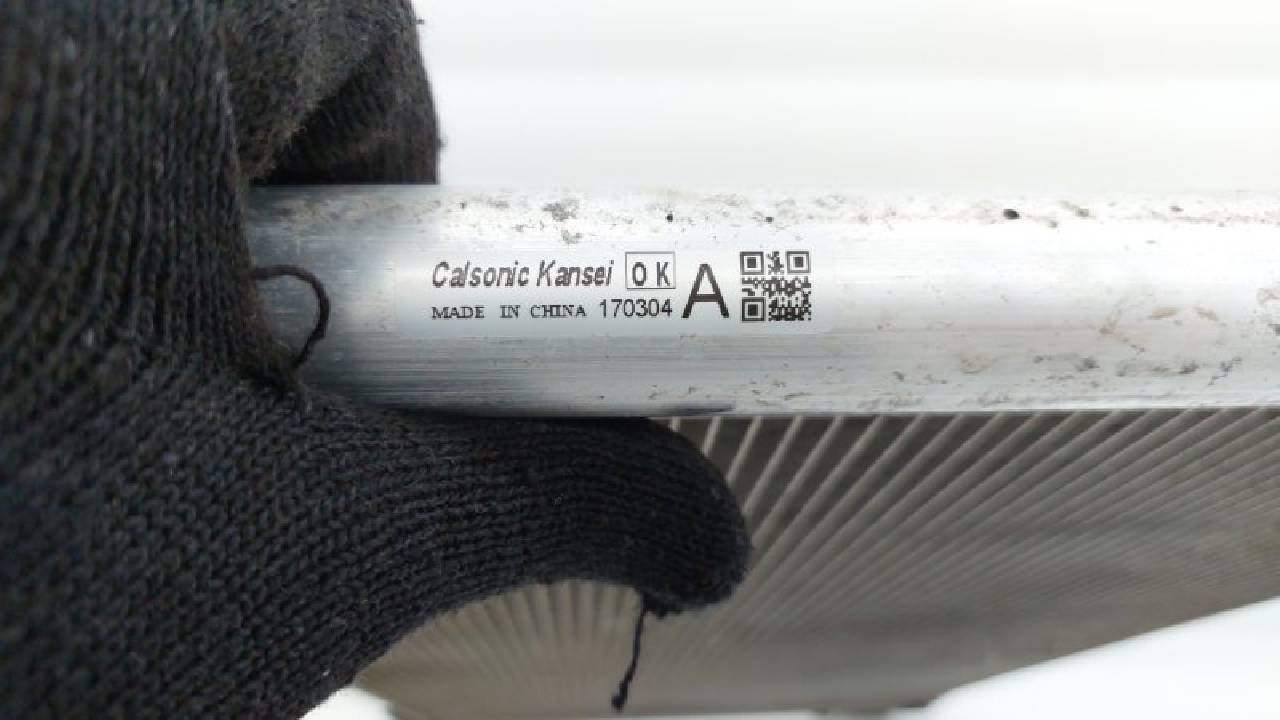 Calsonic Kansei OK A
MADE IN CHINA 170304